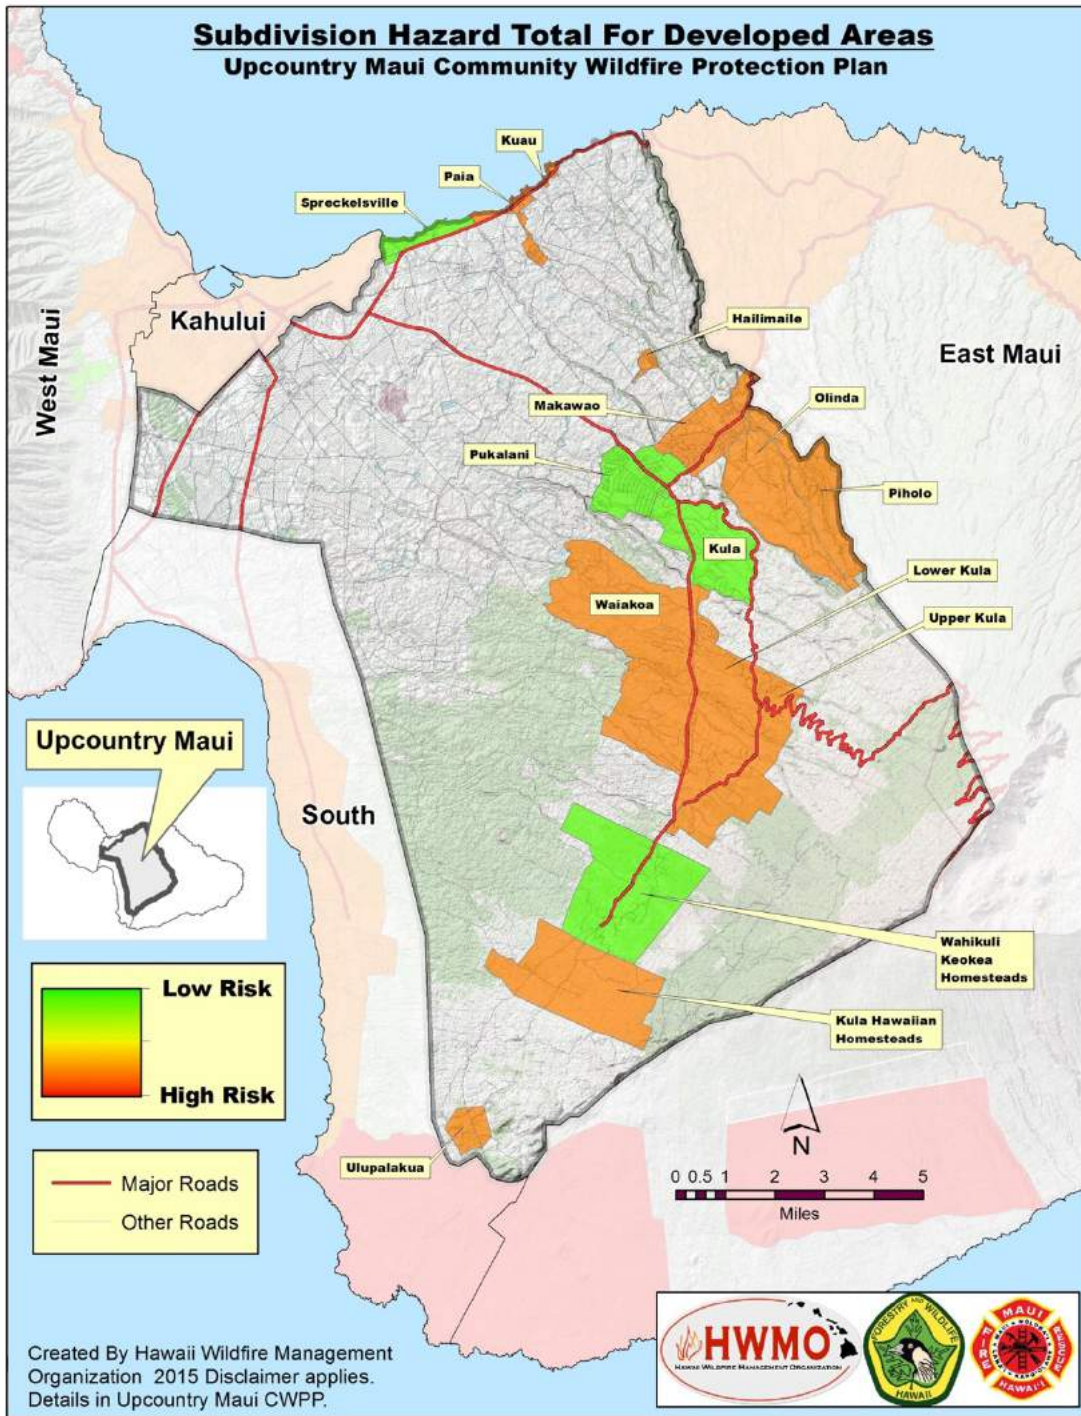 Subdivision Hazard Total For Developed Areas
Upcountry Maui Community Wildfire Protection Plan
Kuau
Paia
Spreckelsville
Kahului
West Maui
Hailimaile
East Maui
Makawao
Olinda
Pukalani
Piholo
Kula
Lower Kula
Waiakoa
Upper Kula
Upcountry Maui
South
Wahikuli
Keokea
Homesteads
Low Risk
High Risk
Kula Hawaiian
Homesteads
Ulupalakua
N
0 0.5 1 2 3 4 5
Miles
Major Roads
Other Roads
HWMO
HAWAII WILDFIRE MANAGEMENT ORGANIZATION
FORESTRY AND WILDLIFE
HAWAII
MAUI
FIRE
HAWAI'I
Created By Hawaii Wildfire Management
Organization 2015 Disclaimer applies.
Details in Upcountry Maui CWPP.